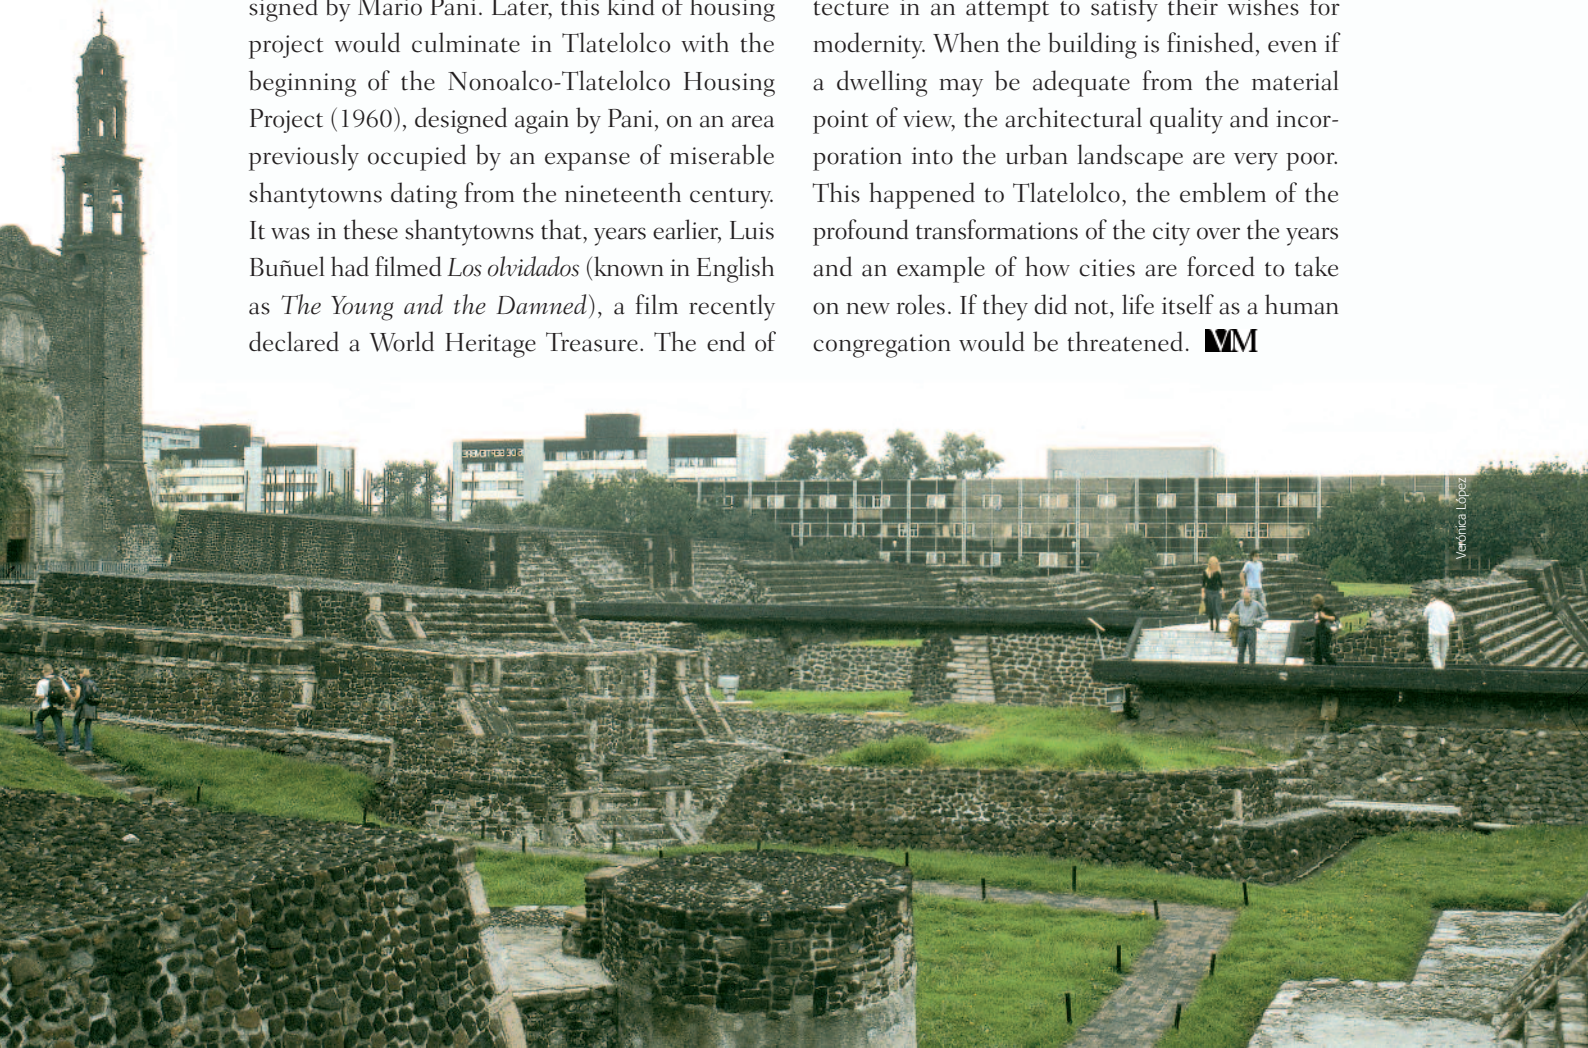 signed by Mario Pani. Later, this kind of housing
project would culminate in Tlatelolco with the
beginning of the Nonoalco-Tlatelolco Housing
Project (1960), designed again by Pani, on an area
previously occupied by an expanse of miserable
shantytowns dating from the nineteenth century.
It was in these shantytowns that, years earlier, Luis
Buñuel had filmed Los olvidados (known in English
as The Young and the Damned), a film recently
declared a World Heritage Treasure. The end of
tecture in an attempt to satisfy their wishes for
modernity. When the building is finished, even if
a dwelling may be adequate from the material
point of view, the architectural quality and incor-
poration into the urban landscape are very poor.
This happened to Tlatelolco, the emblem of the
profound transformations of the city over the years
and an example of how cities are forced to take
on new roles. If they did not, life itself as a human
congregation would be threatened. VM
DE SEPTIEMBRE
Verónica López